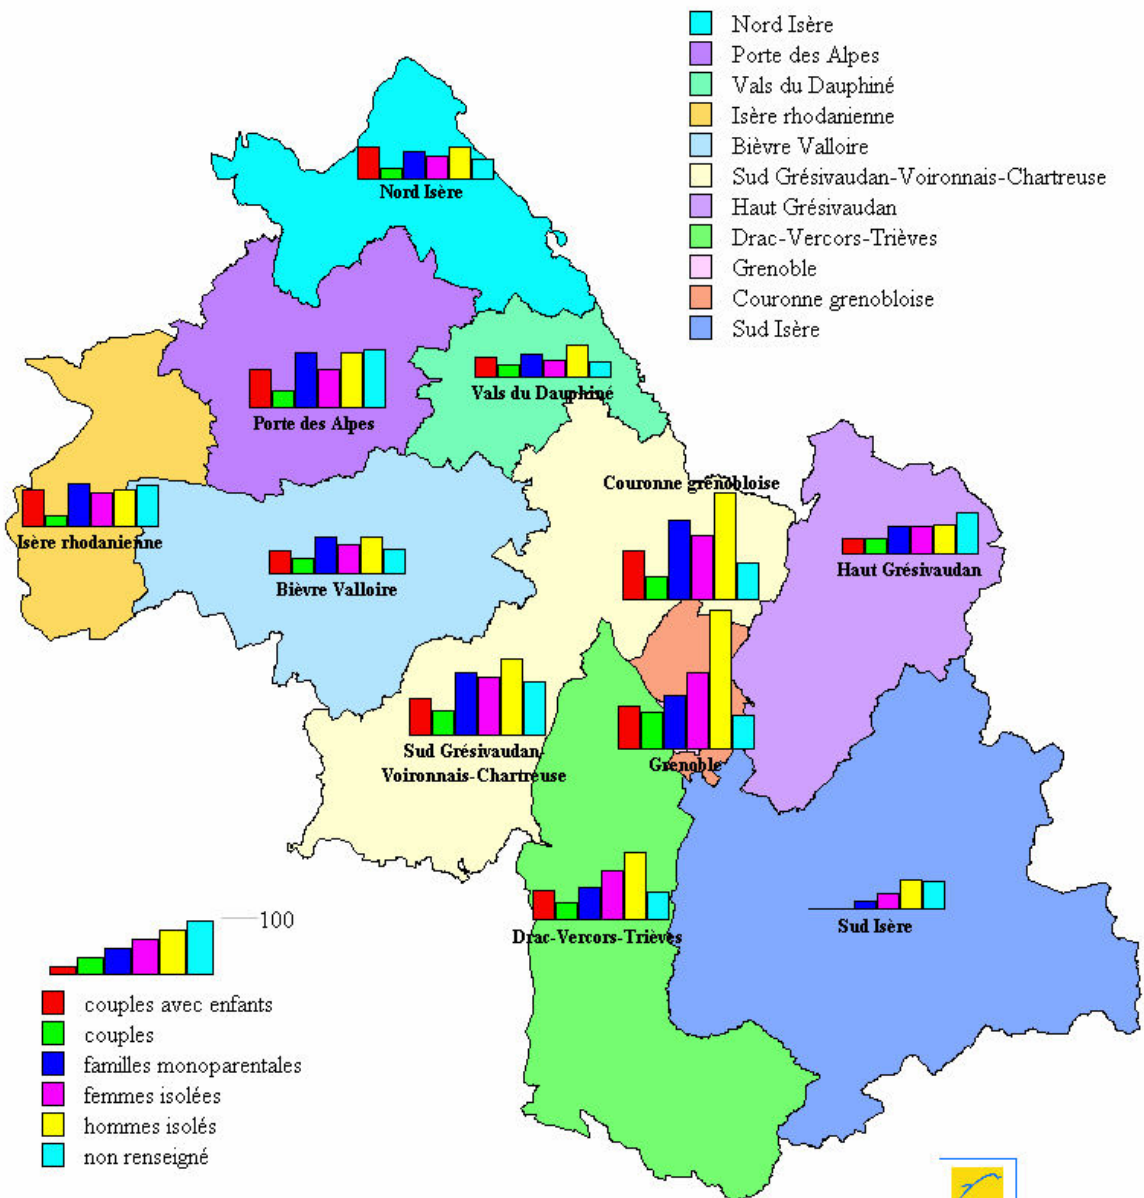 Nord Isère
Porte des Alpes
Vals du Dauphiné
Isère rhodanienne
Bièvre Valloire
Sud Grésivaudan-Voironnais-Chartreuse
Haut Grésivaudan
Drac-Vercors-Trièves
Grenoble
Couronne grenobloise
Sud Isère
Nord Isère
Vals du Dauphiné
Porte des Alpes
Couronne grenobloise
Isère rhodanienne
Haut Grésivaudan
Bièvre Valloire
Sud Grésivaudan-
Voironnais-Chartreuse
Grenoble
Drac-Vercors-Trièves
Sud Isère
100
couples avec enfants
couples
familles monoparentales
femmes isolées
hommes isolés
non renseigné